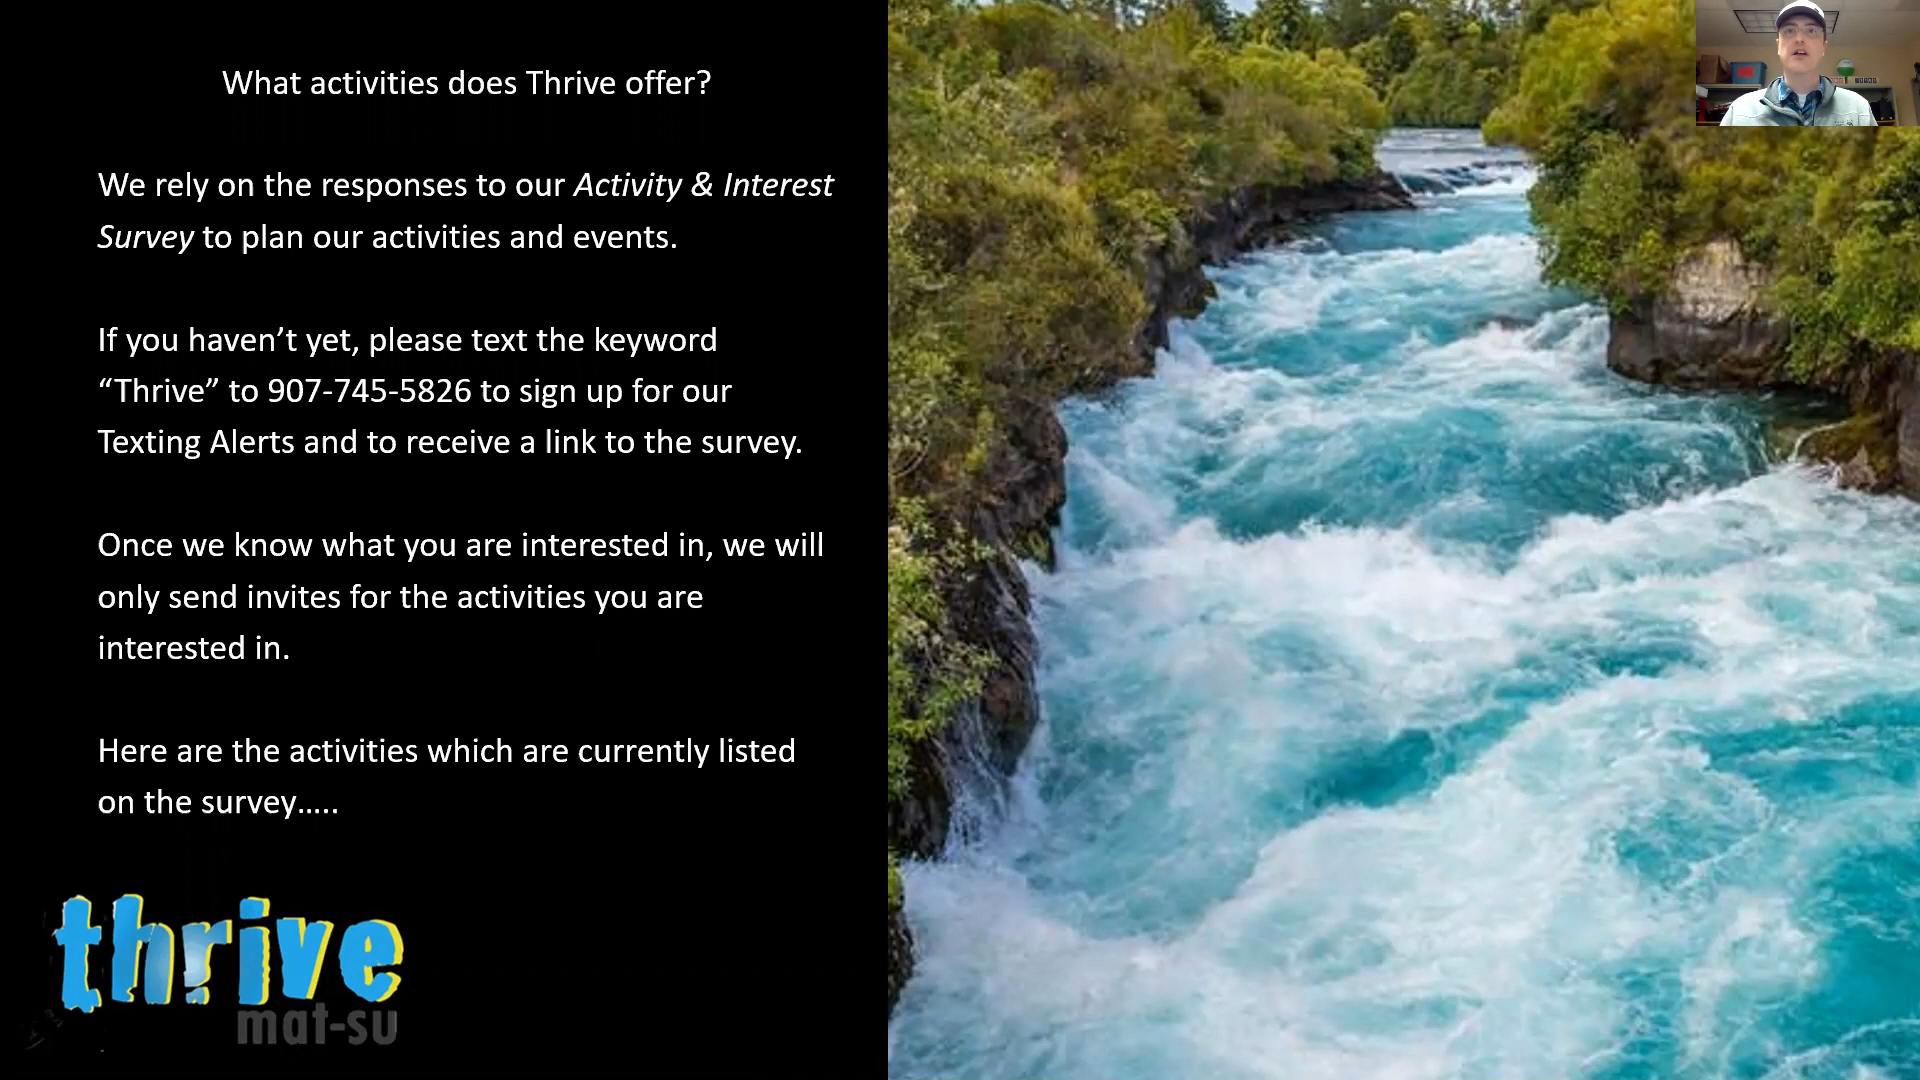 What activities does Thrive offer?
We rely on the responses to our Activity & Interest
Survey to plan our activities and events.
If you haven’t yet, please text the keyword
“Thrive” to 907-745-5826 to sign up for our
Texting Alerts and to receive a link to the survey.
Once we know what you are interested in, we will
only send invites for the activities you are
interested in.
Here are the activities which are currently listed
on the survey…..
thrive
mat-su